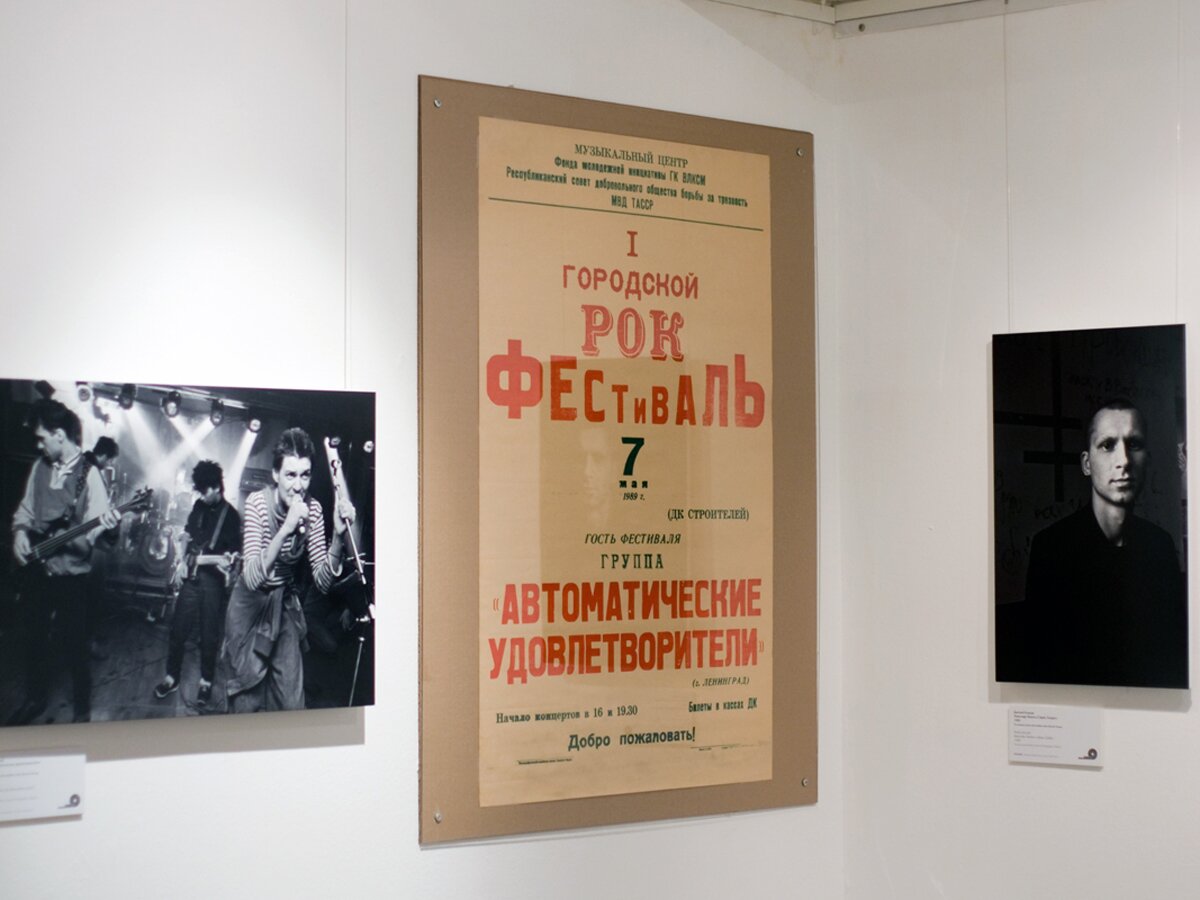 МУЗЫКАЛЬНЫЙ ЦЕНТР
Фонда молодежней инициативы ГК ВЛКСМ
Республиканский совет добровольного общества борьбы за трезвость
МВД ТАССР
I
ГОРОДСКОЙ
РОК
ФЕСТиВАЛЬ
7
мая
1989 г.
(ДК СТРОИТЕЛЕЙ)
ГОСТЬ ФЕСТИВАЛЯ
ГРУППА
«АВТОМАТИЧЕСКИЕ
УДОВЛЕТВОРИТЕЛИ»
(г. ЛЕНИНГРАД)
Начало концертов в 16 и 19.30
Билеты в кассах ДК
Добро пожаловать!